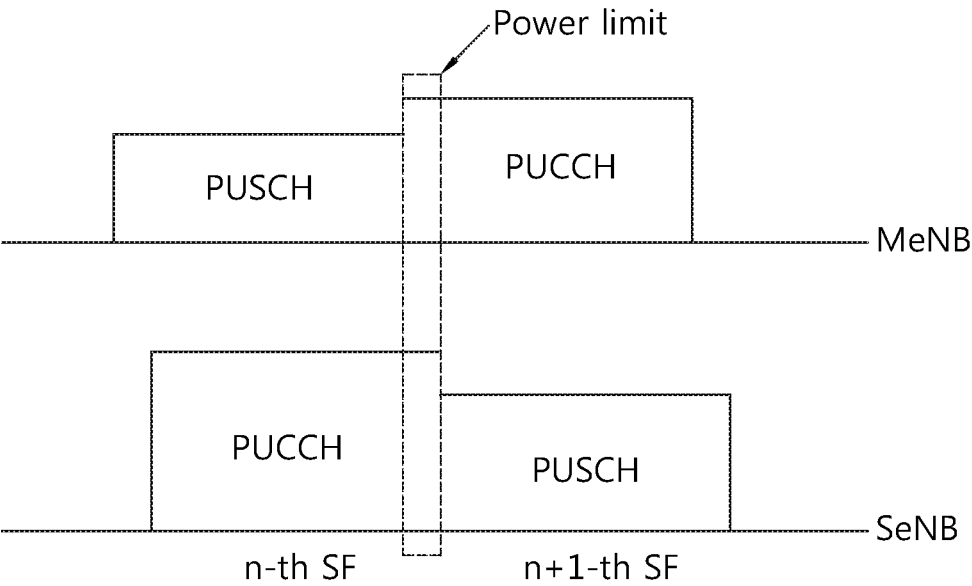 Power limit
PUSCH
PUCCH
MeNB
PUCCH
PUSCH
SeNB
n-th SF
n+1-th SF